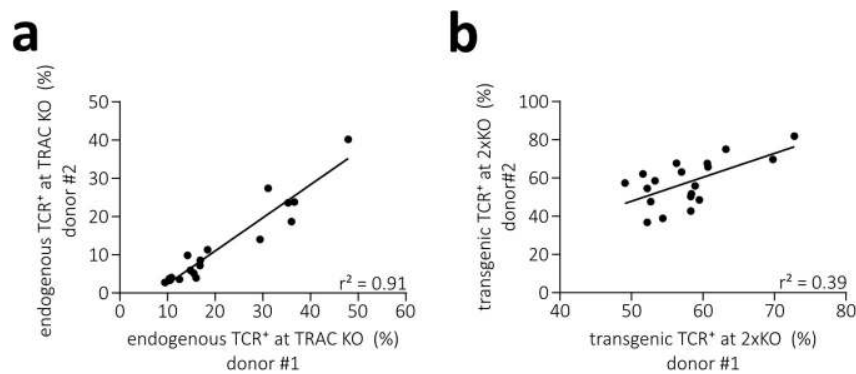 a
endogenous TCR⁺ at TRAC KO (%)
donor #2
50
40
30
20
10
0
r² = 0.91
0 10 20 30 40 50 60
endogenous TCR⁺ at TRAC KO (%)
donor #1
b
transgenic TCR⁺ at 2xKO (%)
donor#2
100
80
60
40
20
0
r² = 0.39
40 50 60 70 80
transgenic TCR⁺ at 2xKO (%)
donor #1